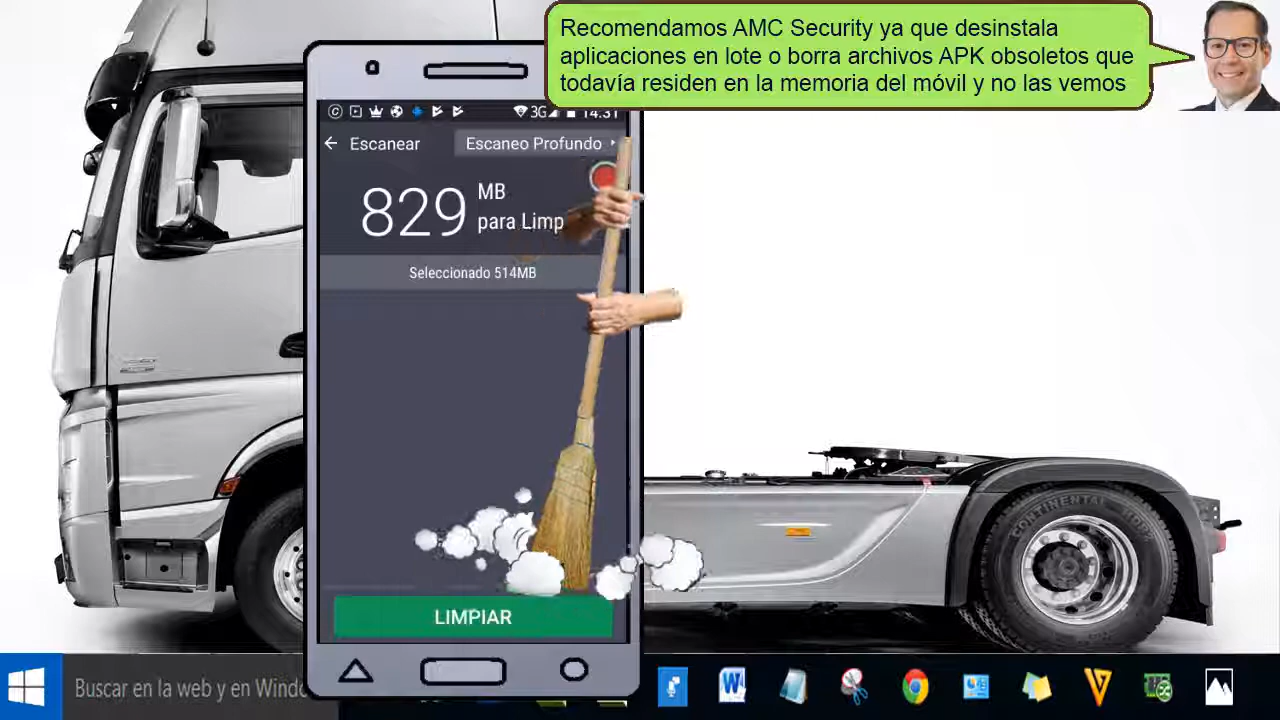 Recomendamos AMC Security ya que desinstala
aplicaciones en lote o borra archivos APK obsoletos que
todavía residen en la memoria del móvil y no las vemos
3G 14:31
Escanear
Escaneo Profundo
829 MB
para Limp
Seleccionado 514MB
CONTINENTAL
LIMPIAR
Buscar en la web y en Windo